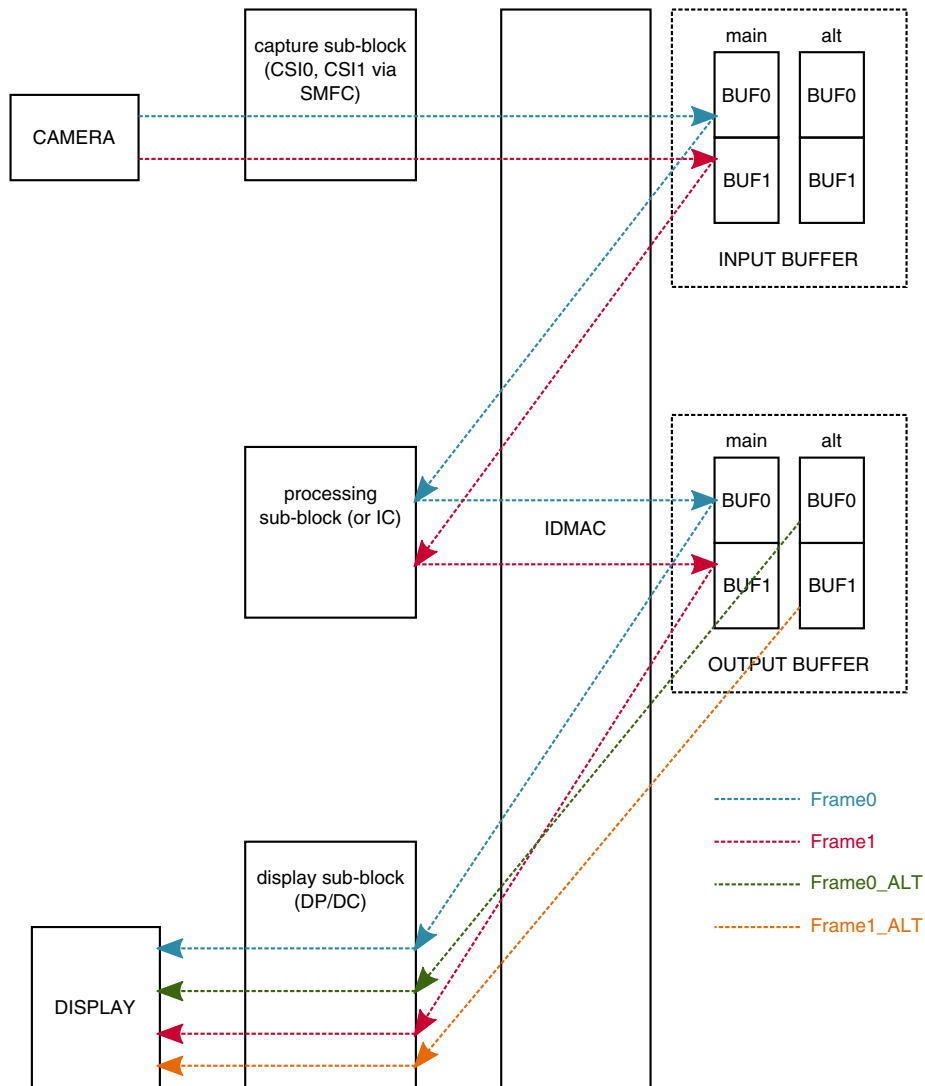 capture sub-block
(CSI0, CSI1 via
SMFC)
CAMERA
main
alt
BUF0
BUF0
BUF1
BUF1
INPUT BUFFER
processing
sub-block (or IC)
IDMAC
main
alt
BUF0
BUF0
BUF1
BUF1
OUTPUT BUFFER
Frame0
Frame1
Frame0_ALT
Frame1_ALT
display sub-block
(DP/DC)
DISPLAY